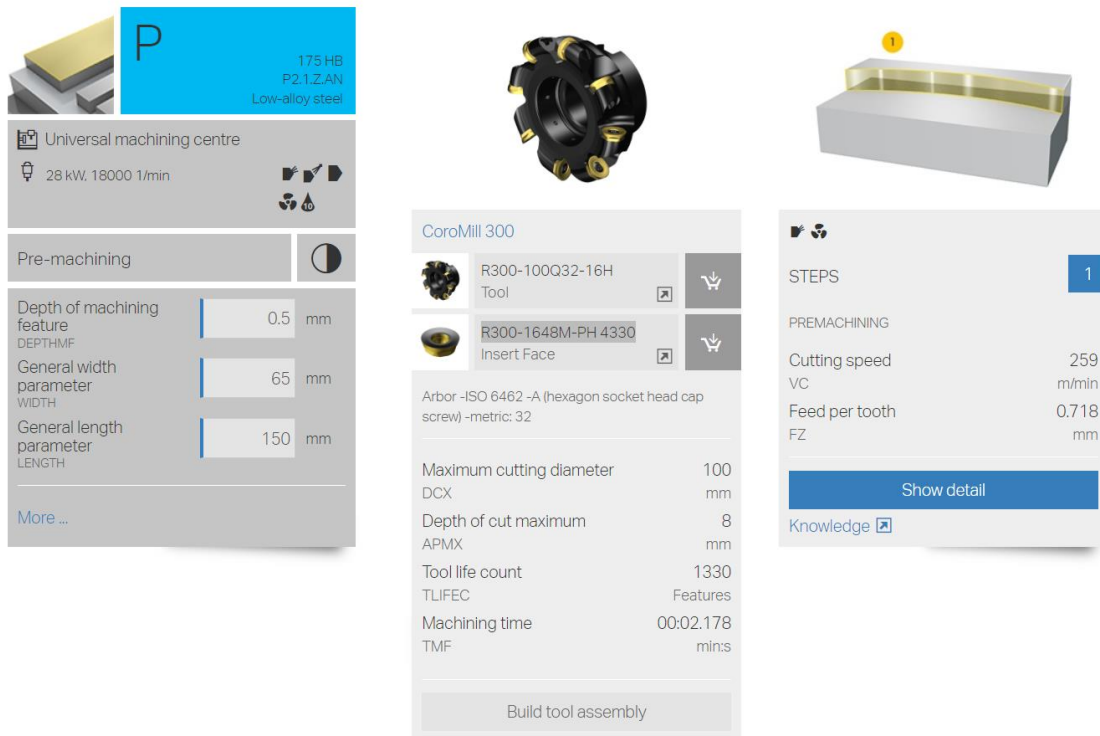 P
175 HB
P2.1.Z.AN
Low-alloy steel
Universal machining centre
28 kW, 18000 1/min
10
Pre-machining
Depth of machining
feature
DEPTHMF
0.5 mm
General width
parameter
WIDTH
65 mm
General length
parameter
LENGTH
150 mm
More ...
CoroMill 300
R300-100Q32-16H
Tool
R300-1648M-PH 4330
Insert Face
Arbor -ISO 6462 -A (hexagon socket head cap
screw) -metric: 32
Maximum cutting diameter 100
DCX mm
Depth of cut maximum 8
APMX mm
Tool life count 1330
TLIFEC Features
Machining time 00:02.178
TMF min:s
Build tool assembly
1
STEPS 1
PREMACHINING
Cutting speed 259
VC m/min
Feed per tooth 0.718
FZ mm
Show detail
Knowledge